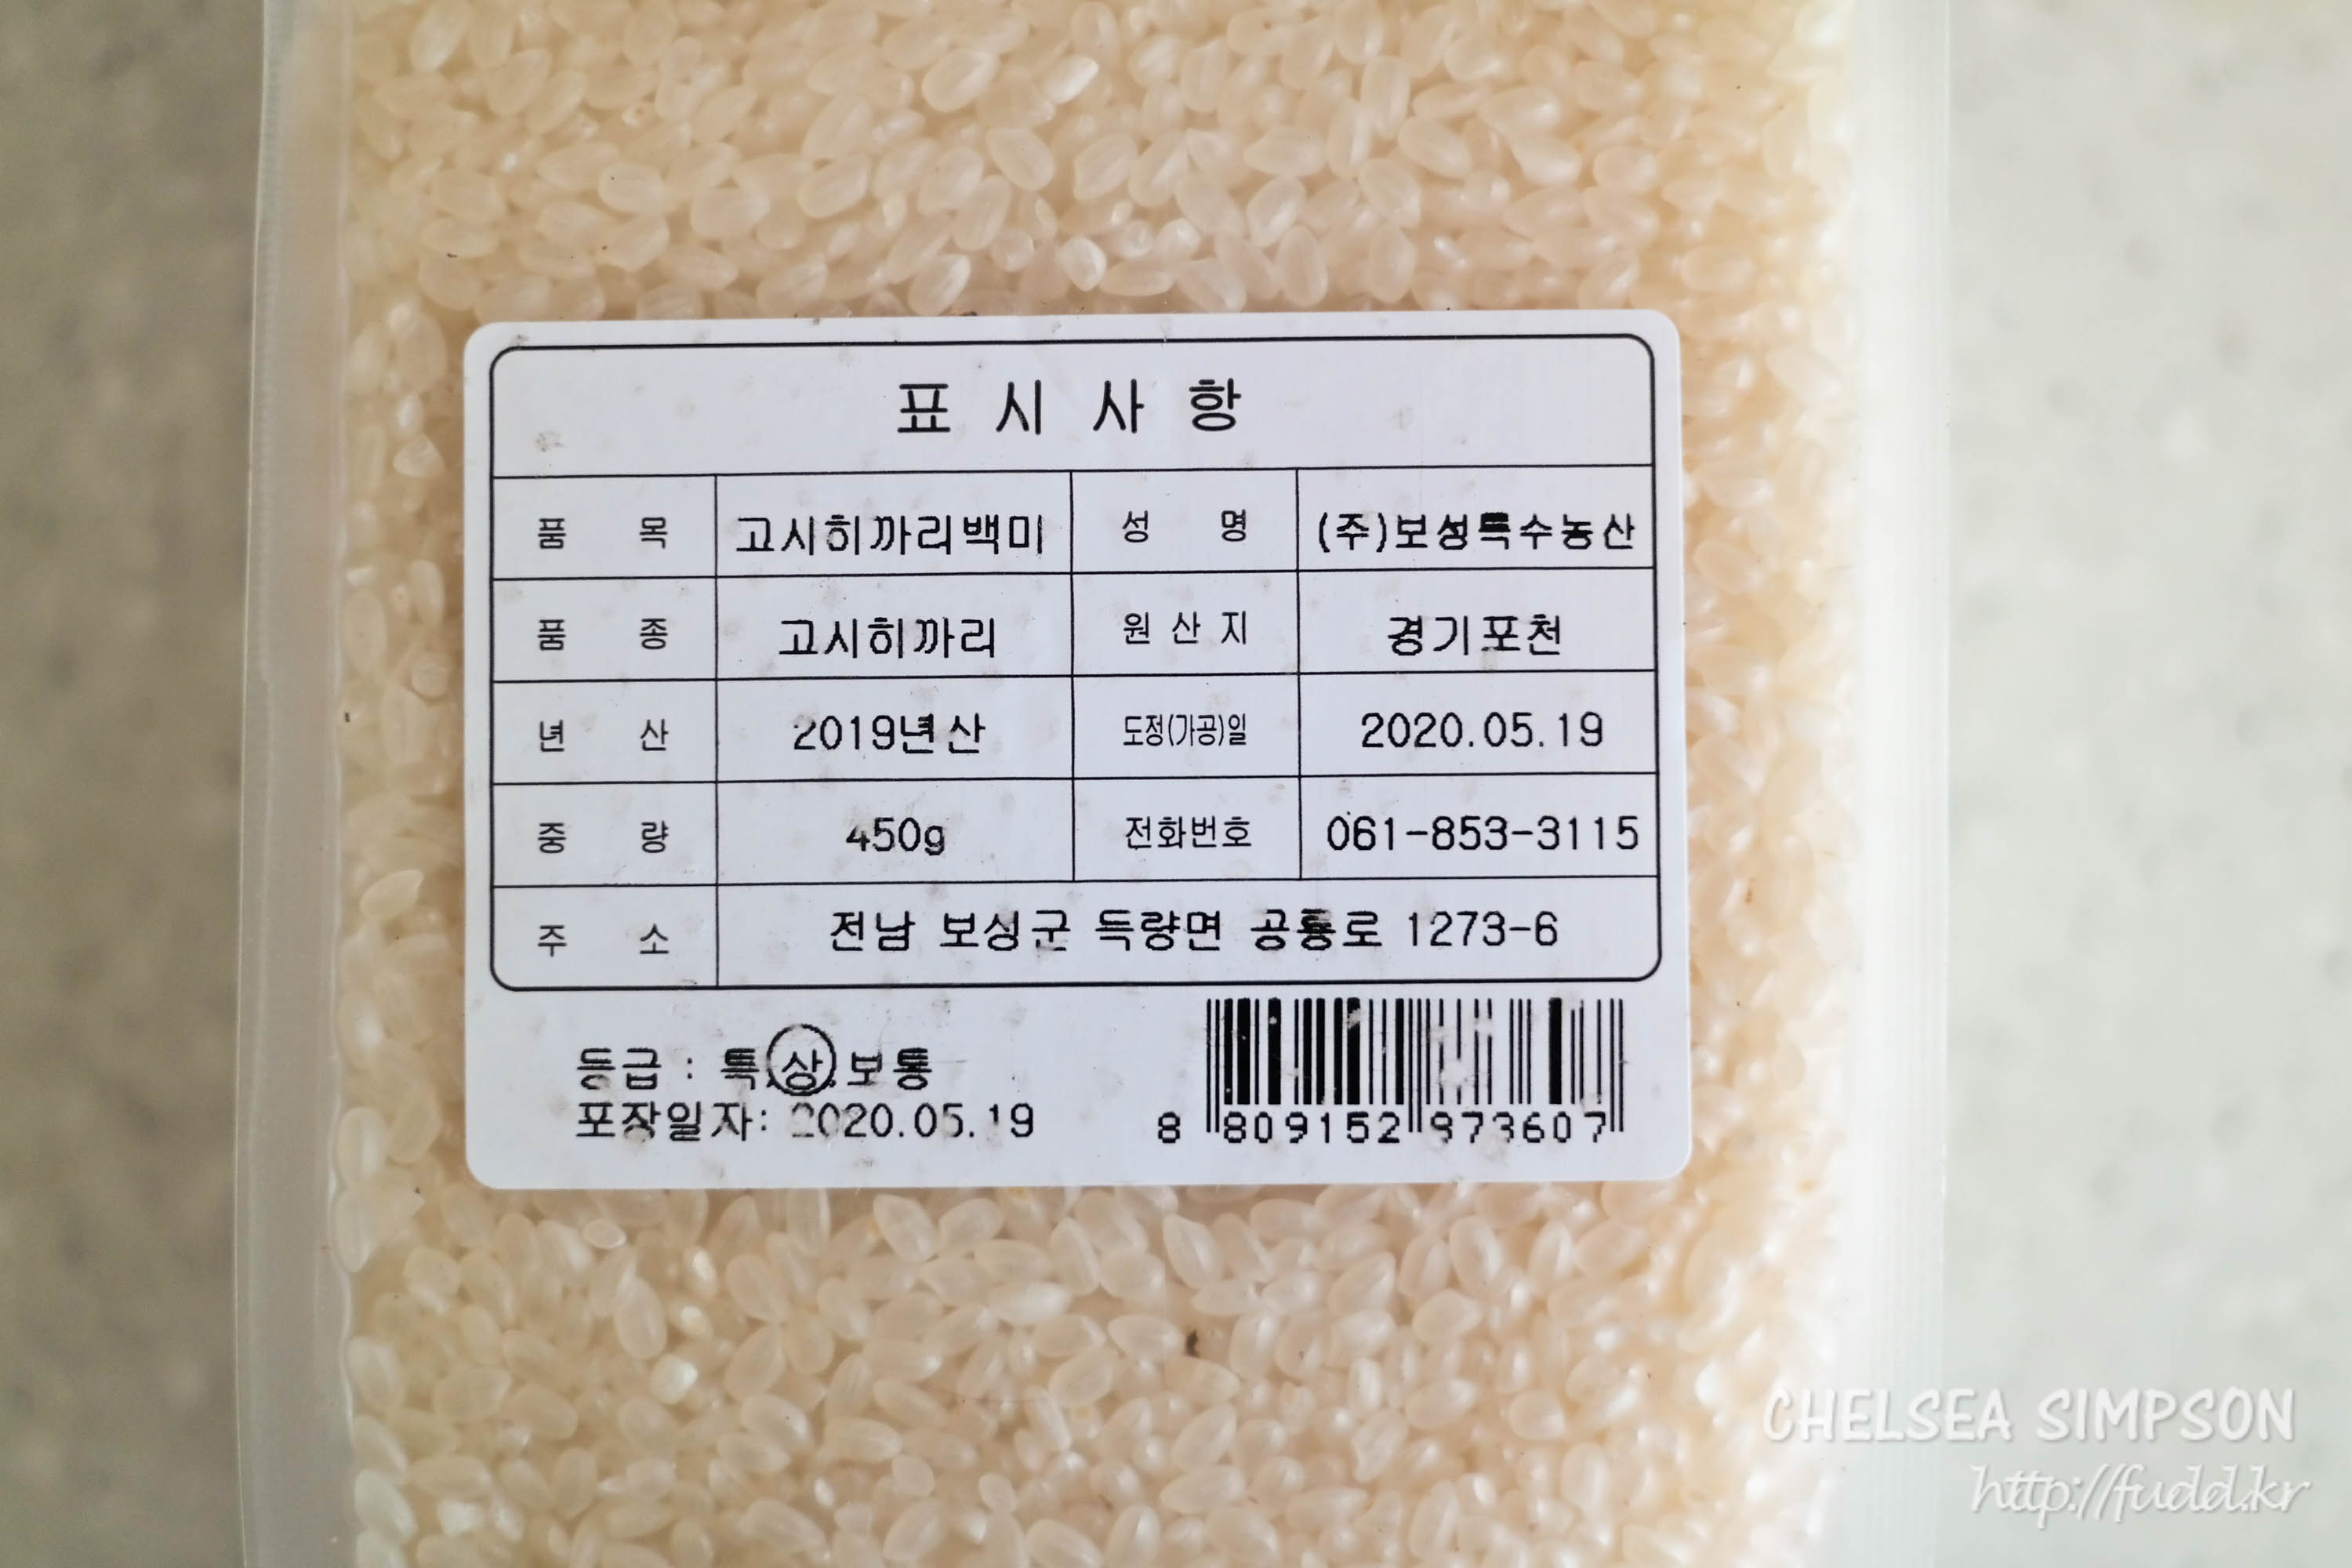 표시사항
품목 고시히까리백미 성명 (주)보성특수농산
품종 고시히까리 원산지 경기포천
년산 2019년산 도정(가공)일 2020.05.19
중량 450g 전화번호 061-853-3115
주소 전남 보성군 득량면 공룡로 1273-6
등급 : 특.상.보통
포장일자: 2020.05.19
8 809152 973607
CHELSEA SIMPSON
http://fudd.kr